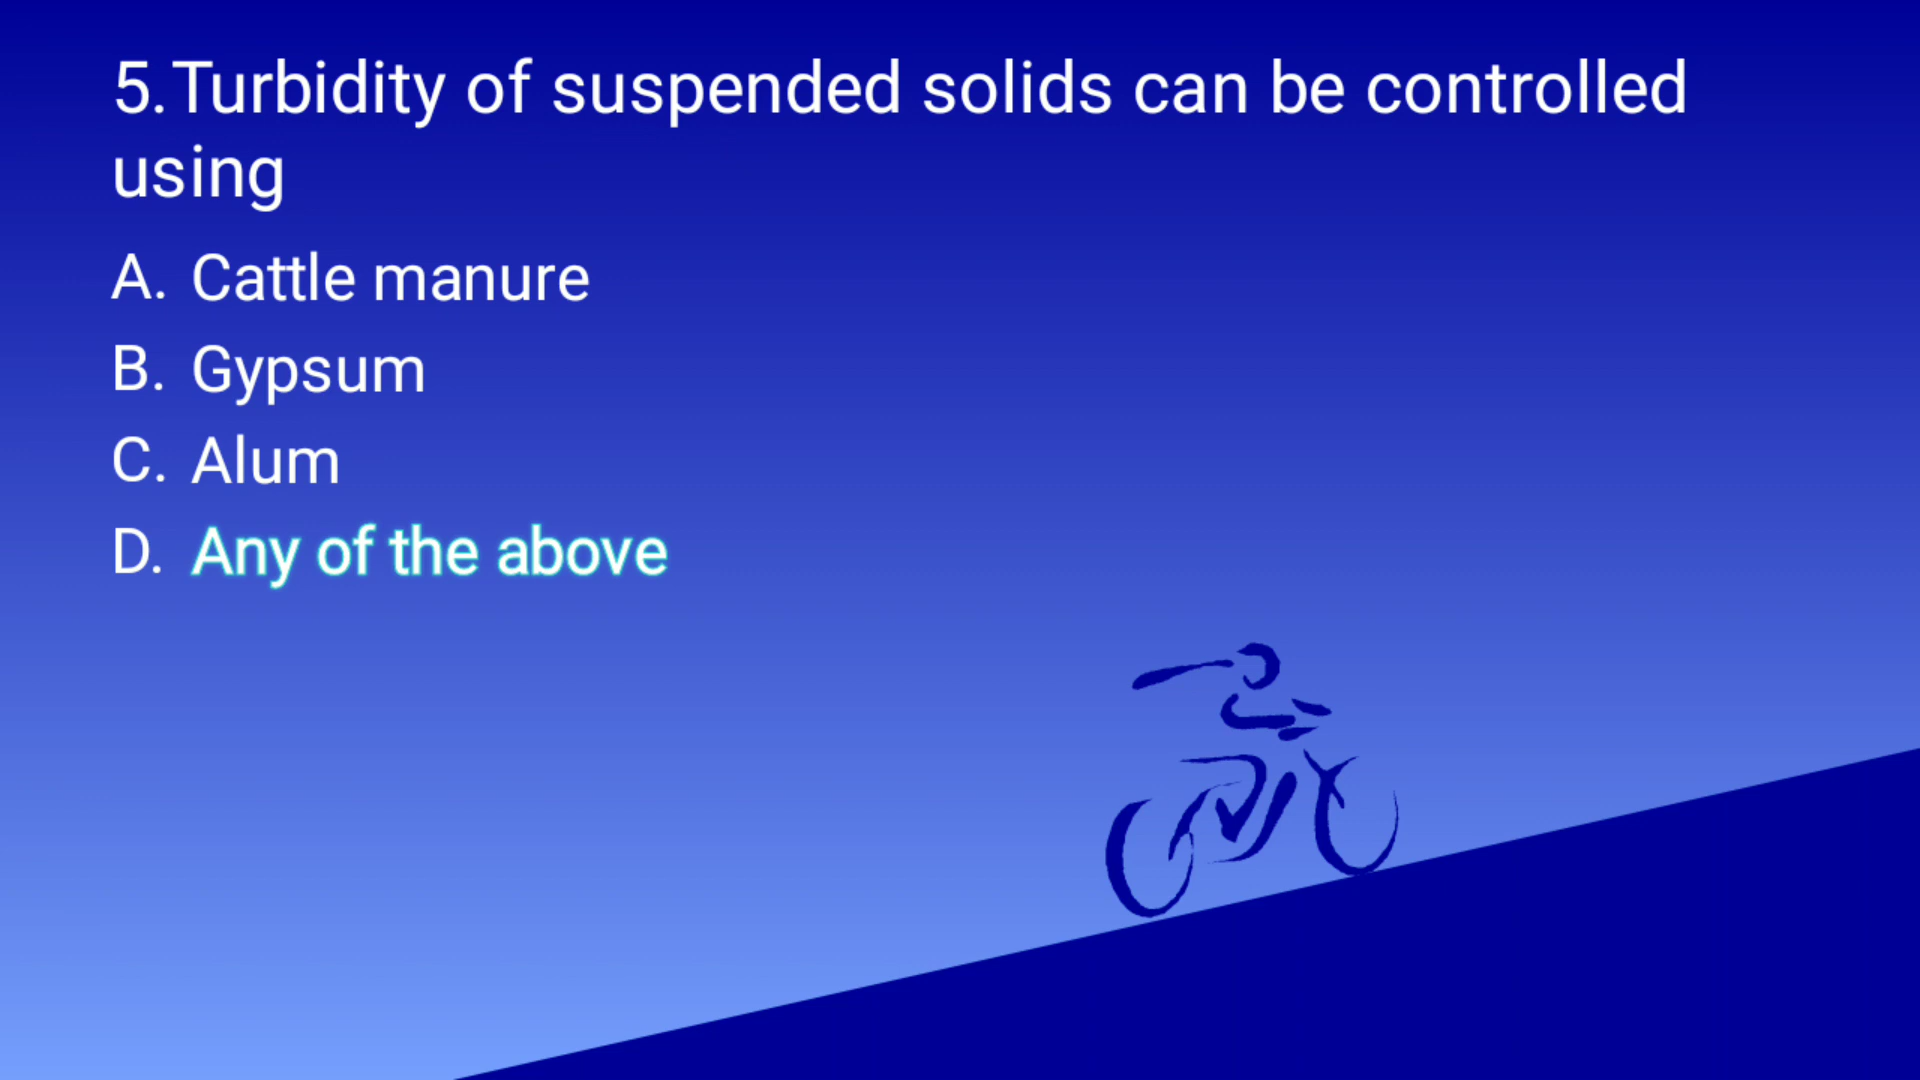 5.Turbidity of suspended solids can be controlled
using
A. Cattle manure
B. Gypsum
C. Alum
D. Any of the above